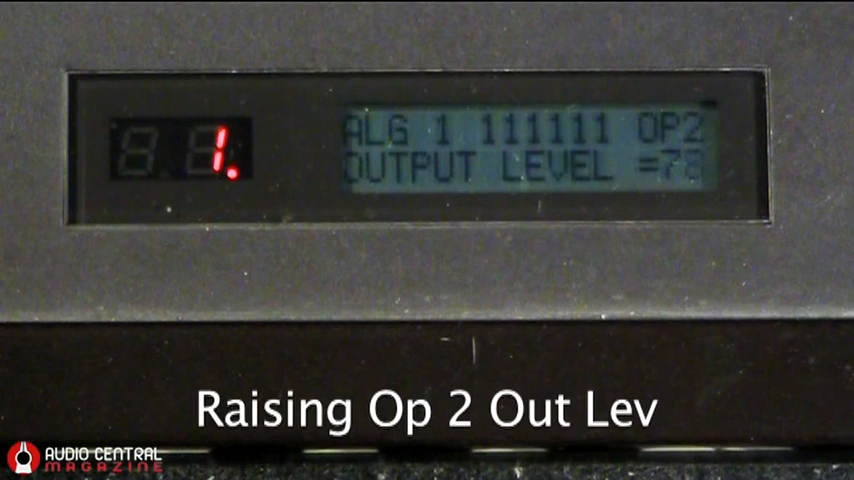 1.
ALG 1 111111 OP2
OUTPUT LEVEL =78
Raising Op 2 Out Lev
AUDIO CENTRAL
MAGAZINE